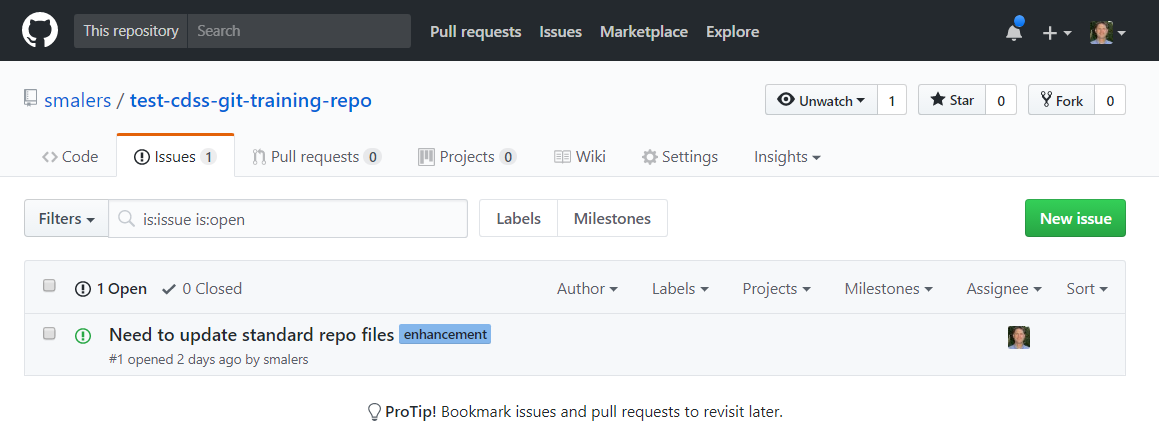 This repository Search Pull requests Issues Marketplace Explore
smalers / test-cdss-git-training-repo Unwatch 1 Star 0 Fork 0
Code Issues 1 Pull requests 0 Projects 0 Wiki Settings Insights
Filters is:issue is:open Labels Milestones New issue
1 Open 0 Closed Author Labels Projects Milestones Assignee Sort
Need to update standard repo files enhancement
#1 opened 2 days ago by smalers
ProTip! Bookmark issues and pull requests to revisit later.